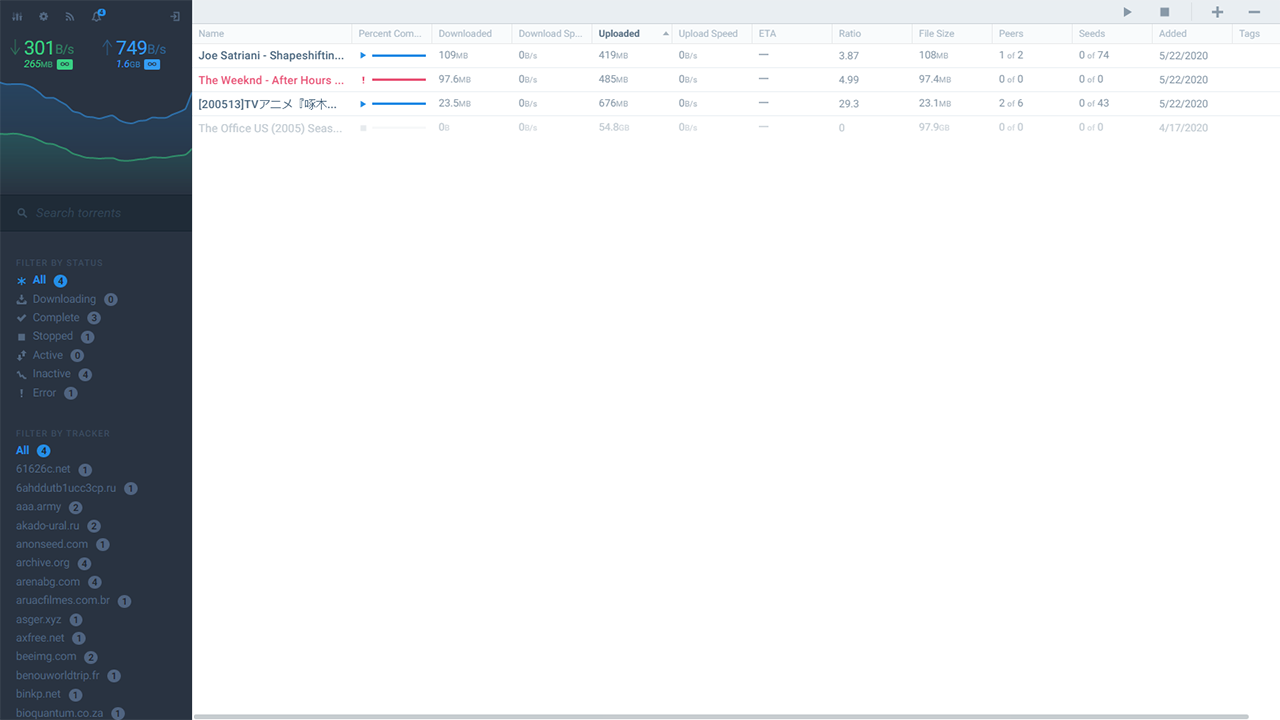 4
301B/s
265MB
749B/s
1.6GB
Search torrents
FILTER BY STATUS
All 4
Downloading 0
Complete 3
Stopped 1
Active 0
Inactive 4
Error 1
FILTER BY TRACKER
All 4
61626c.net 1
6ahddutb1ucc3cp.ru 1
aaa.army 2
akado-ural.ru 2
anonseed.com 1
archive.org 4
arenabg.com 4
aruacfilmes.com.br 1
asger.xyz 1
axfree.net 1
beeimg.com 2
benouworldtrip.fr 1
binkp.net 1
bioquantum.co.za 1
Name Percent Com... Downloaded Download Sp... Uploaded Upload Speed ETA Ratio File Size Peers Seeds Added Tags
Joe Satriani - Shapeshiftin... 109MB 0B/s 419MB 0B/s — 3.87 108MB 1 of 2 0 of 74 5/22/2020
The Weeknd - After Hours ... 97.6MB 0B/s 485MB 0B/s — 4.99 97.4MB 0 of 0 0 of 0 5/22/2020
[200513]TVアニメ『啄木... 23.5MB 0B/s 676MB 0B/s — 29.3 23.1MB 2 of 6 0 of 43 5/22/2020
The Office US (2005) Seas... 0B 0B/s 54.8GB 0B/s — 0 97.9GB 0 of 0 0 of 0 4/17/2020